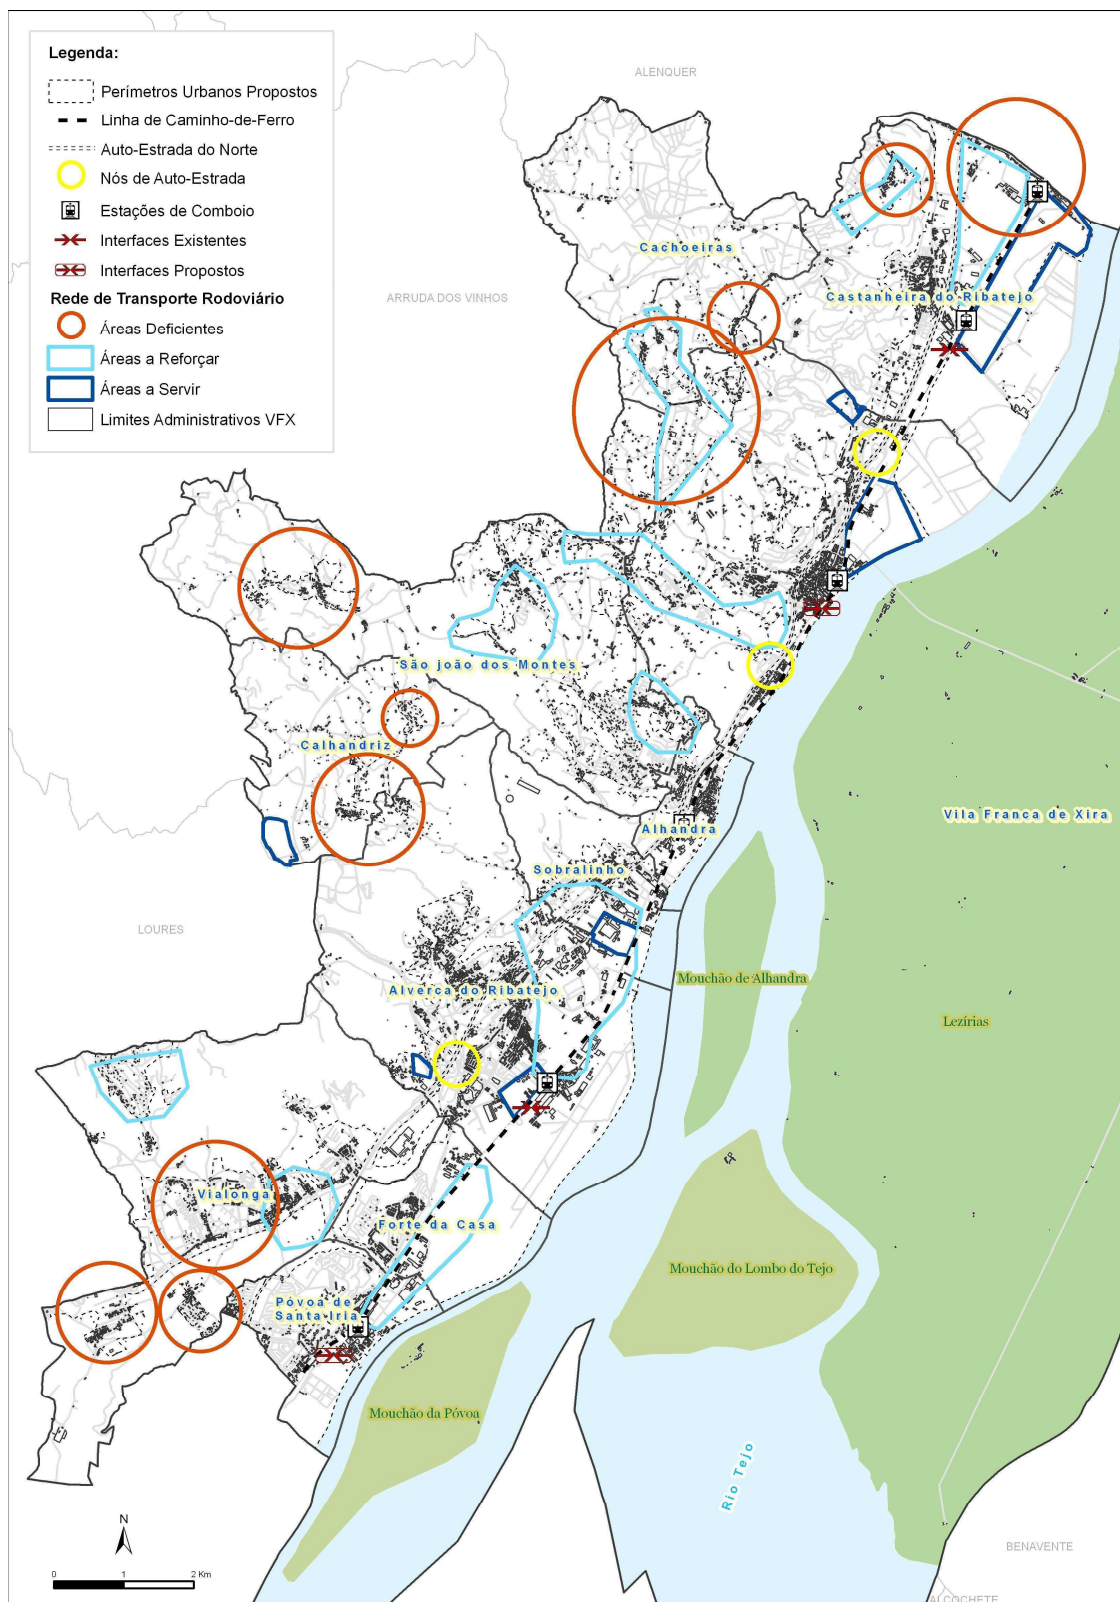 Legenda:
Perímetros Urbanos Propostos
Linha de Caminho-de-Ferro
Auto-Estrada do Norte
Nós de Auto-Estrada
Estações de Comboio
Interfaces Existentes
Interfaces Propostos
Rede de Transporte Rodoviário
Áreas Deficientes
Áreas a Reforçar
Áreas a Servir
Limites Administrativos VFX
ALENQUER
Cachoeiras
ARRUDA DOS VINHOS
Castanheira do Ribatejo
São joão dos Montes
Calhandriz
Vila Franca de Xira
Alhandra
Sobralinho
LOURES
Mouchão de Alhandra
Alverca do Ribatejo
Lezírias
Vialonga
Forte da Casa
Mouchão do Lombo do Tejo
Póvoa de
Santa Iria
Mouchão da Póvoa
Rio Tejo
N
0 1 2 Km
BENAVENTE
ALCOCHETE